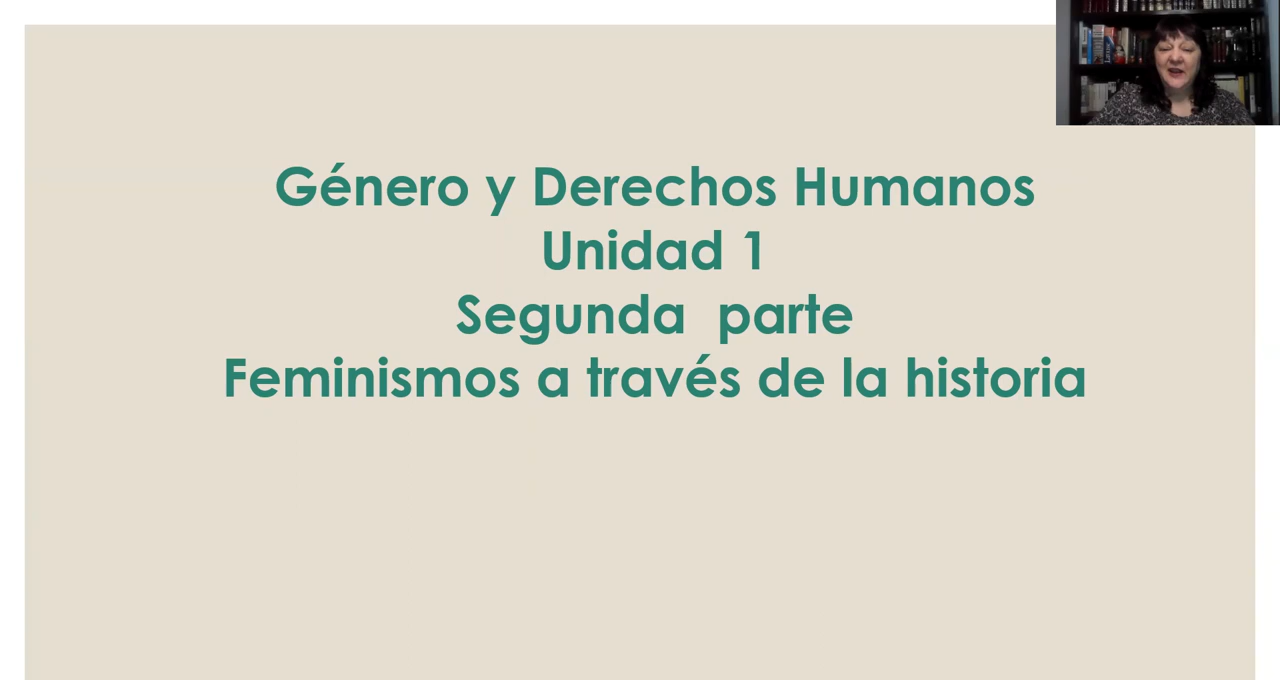 Género y Derechos Humanos
Unidad 1
Segunda parte
Feminismos a través de la historia